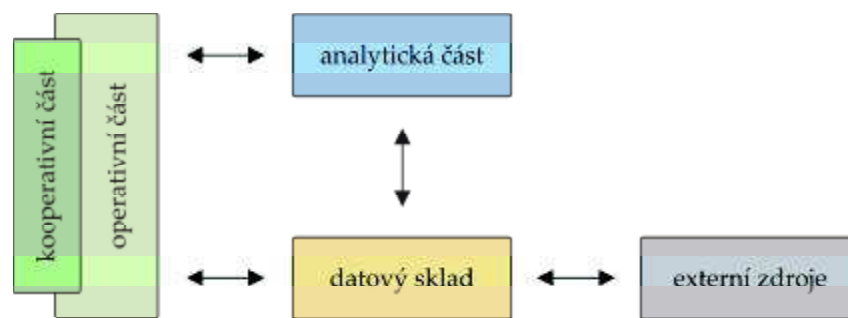 kooperativní část
operativní část
analytická část
datový sklad
externí zdroje